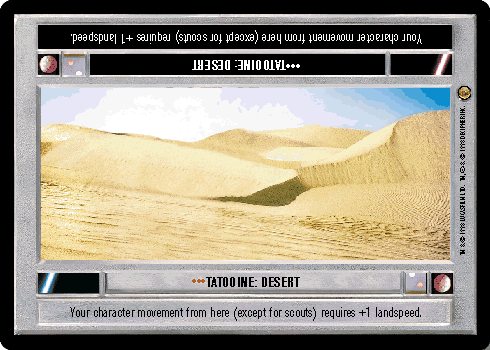 Your character movement from here (except for scouts) requires +1 landspeed.
•••TATOOINE: DESERT
•••TATOOINE: DESERT
Your character movement from here (except for scouts) requires +1 landspeed.